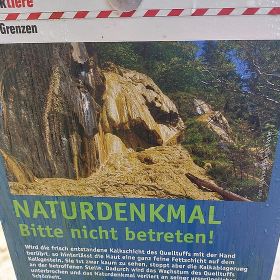 ktiere
Grenzen
NATURDENKMAL
Bitte nicht betreten!
Wird die frisch entstandene Kalkschicht des Quelltuffs mit der Hand
berührt, so hinterlässt die Haut eine ganz feine Fettschicht auf dem
Kalkgestein. Sie ist zwar kaum zu sehen, stoppt aber die Kalkablagerung
an der betroffenen Stelle. Dadurch wird das Wachstum des Quelltuffs
unterbrochen und das Naturdenkmal verliert an seiner
Schönheit